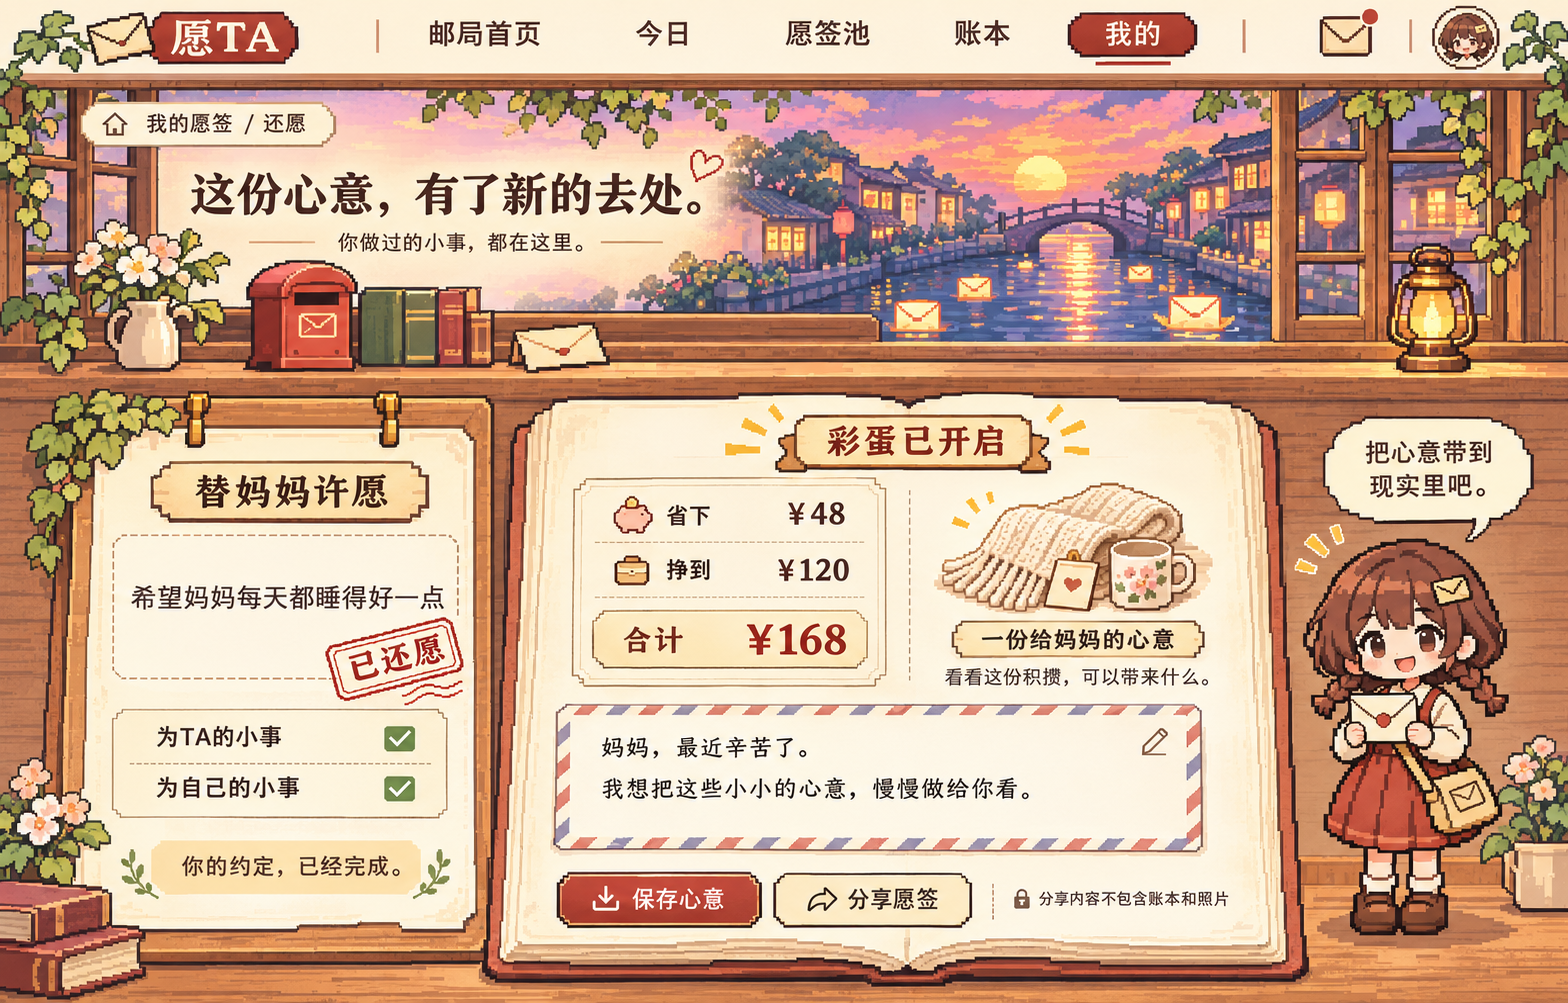 愿TA
邮局首页
今日
愿签池
账本
我的
我的愿签 / 还愿
这份心意，有了新的去处。
你做过的小事，都在这里。
替妈妈许愿
希望妈妈每天都睡得好一点
已还愿
为TA的小事
为自己的小事
你的约定，已经完成。
彩蛋已开启
省下 ¥48
挣到 ¥120
合计 ¥168
一份给妈妈的心意
看看这份积攒，可以带来什么。
妈妈，最近辛苦了。
我想把这些小小的心意，慢慢做给你看。
保存心意
分享愿签
分享内容不包含账本和照片
把心意带到
现实里吧。